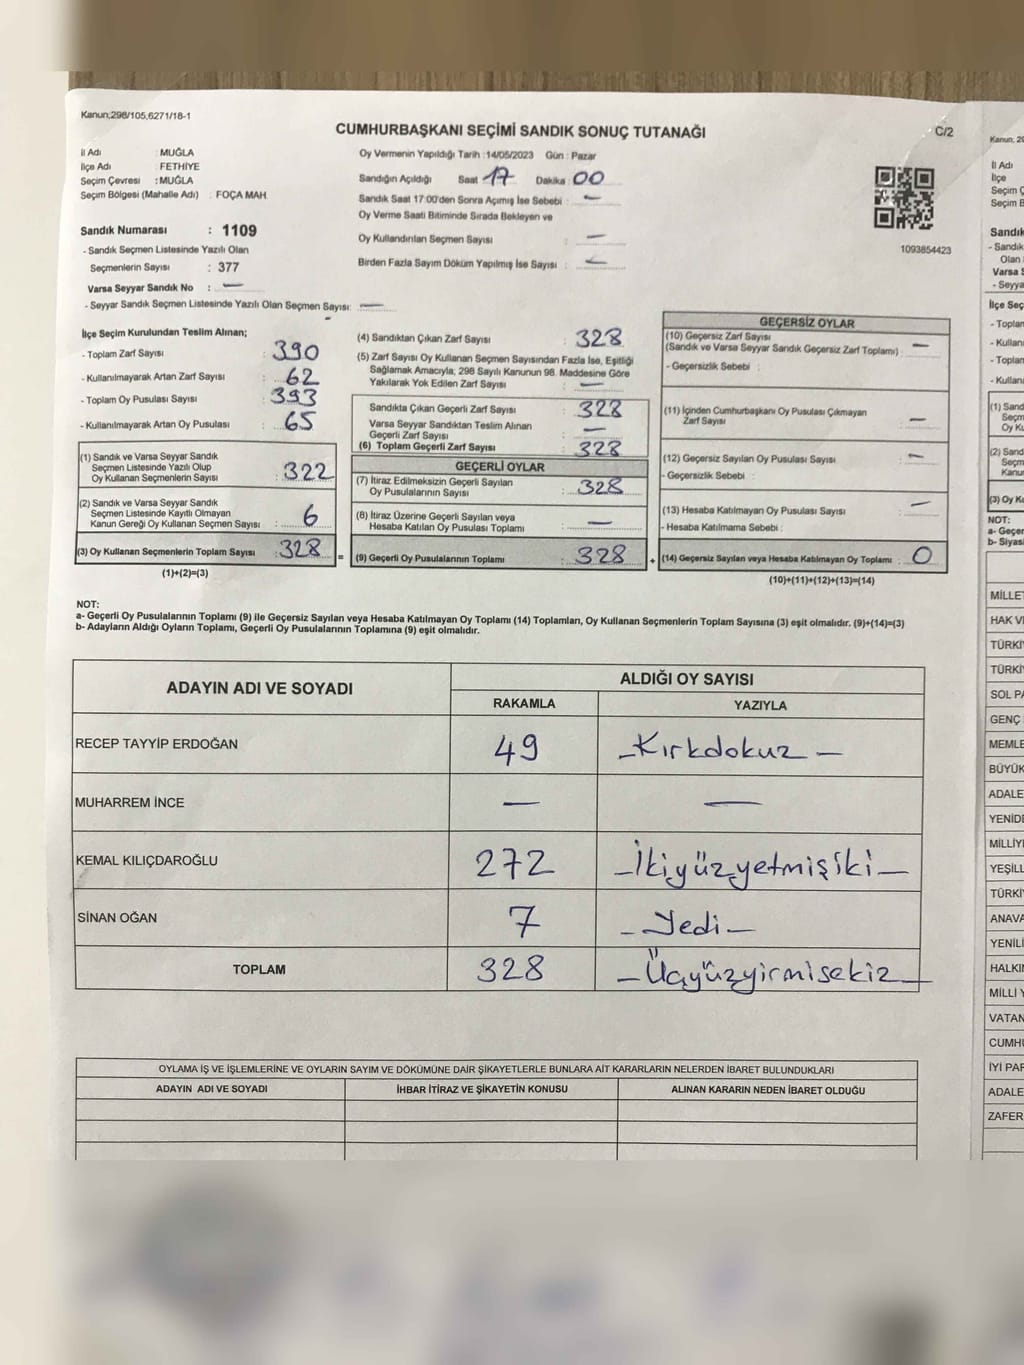 Kanun;298/105,6271/18-1
CUMHURBAŞKANI SEÇİMİ SANDIK SONUÇ TUTANAĞI
C/2
İl Adı : MUĞLA
İlçe Adı : FETHİYE
Seçim Çevresi : MUĞLA
Seçim Bölgesi (Mahalle Adı) : FOÇA MAH.
Sandık Numarası : 1109
- Sandık Seçmen Listesinde Yazılı Olan
Seçmenlerin Sayısı : 377
Varsa Seyyar Sandık No : —
- Seyyar Sandık Seçmen Listesinde Yazılı Olan Seçmen Sayısı: —
Oy Vermenin Yapıldığı Tarih :14/05/2023 Gün : Pazar
Sandığın Açıldığı Saat : 17 Dakika : 00
Sandık Saat 17:00'den Sonra Açımış İse Sebebi : —
Oy Verme Saati Bitiminde Sırada Bekleyen ve
Oy Kullandırılan Seçmen Sayısı : —
Birden Fazla Sayım Döküm Yapılmış İse Sayısı : —
1093854423
İlçe Seçim Kurulundan Teslim Alınan;
- Toplam Zarf Sayısı : 390
- Kullanılmayarak Artan Zarf Sayısı : 62
- Toplam Oy Pusulası Sayısı : 393
- Kullanılmayarak Artan Oy Pusulası : 65
(1) Sandık ve Varsa Seyyar Sandık
Seçmen Listesinde Yazılı Olup
Oy Kullanan Seçmenlerin Sayısı : 322
(2) Sandık ve Varsa Seyyar Sandık
Seçmen Listesinde Kayıtlı Olmayan
Kanun Gereği Oy Kullanan Seçmen Sayısı : 6
(3) Oy Kullanan Seçmenlerin Toplam Sayısı : 328
(1)+(2)=(3)
(4) Sandıktan Çıkan Zarf Sayısı : 328
(5) Zarf Sayısı Oy Kullanan Seçmen Sayısından Fazla İse, Eşitliği
Sağlamak Amacıyla; 298 Sayılı Kanunun 98. Maddesine Göre
Yakılarak Yok Edilen Zarf Sayısı : —
Sandıkta Çıkan Geçerli Zarf Sayısı : 328
Varsa Seyyar Sandıktan Teslim Alınan
Geçerli Zarf Sayısı : —
(6) Toplam Geçerli Zarf Sayısı : 328
GEÇERLİ OYLAR
(7) İtiraz Edilmeksizin Geçerli Sayılan
Oy Pusulalarının Sayısı : 328
(8) İtiraz Üzerine Geçerli Sayılan veya
Hesaba Katılan Oy Pusulası Toplamı : —
= (9) Geçerli Oy Pusulalarının Toplamı : 328
GEÇERSİZ OYLAR
(10) Geçersiz Zarf Sayısı
(Sandık ve Varsa Seyyar Sandık Geçersiz Zarf Toplamı) : —
- Geçersizlik Sebebi :
(11) İçinden Cumhurbaşkanı Oy Pusulası Çıkmayan
Zarf Sayısı : —
(12) Geçersiz Sayılan Oy Pusulası Sayısı : —
- Geçersizlik Sebebi :
(13) Hesaba Katılmayan Oy Pusulası Sayısı : —
- Hesaba Katılmama Sebebi :
+ (14) Geçersiz Sayılan veya Hesaba Katılmayan Oy Toplamı : 0
(10)+(11)+(12)+(13)=(14)
NOT:
a- Geçerli Oy Pusulalarının Toplamı (9) ile Geçersiz Sayılan veya Hesaba Katılmayan Oy Toplamı (14) Toplamları, Oy Kullanan Seçmenlerin Toplam Sayısına (3) eşit olmalıdır. (9)+(14)=(3)
b- Adayların Aldığı Oyların Toplamı, Geçerli Oy Pusulalarının Toplamına (9) eşit olmalıdır.
ADAYIN ADI VE SOYADI
ALDIĞI OY SAYISI
RAKAMLA YAZIYLA
RECEP TAYYİP ERDOĞAN 49 – Kırkdokuz –
MUHARREM İNCE — —
KEMAL KILIÇDAROĞLU 272 – İkiyüzyetmişiki –
SİNAN OĞAN 7 – Yedi –
TOPLAM 328 – Üçyüzyirmisekiz –
OYLAMA İŞ VE İŞLEMLERİNE VE OYLARIN SAYIM VE DÖKÜMÜNE DAİR ŞİKAYETLERLE BUNLARA AİT KARARLARIN NELERDEN İBARET BULUNDUKLARI
ADAYIN ADI VE SOYADI İHBAR İTİRAZ VE ŞİKAYETİN KONUSU ALINAN KARARIN NEDEN İBARET OLDUĞU
Kanun; 29
İl Adı
İlçe
Seçim Ç
Seçim B
Sandık
- Sandık
Olan
Varsa S
- Seyya
İlçe Seç
- Toplan
- Kullanı
- Toplan
- Kullanı
(1) Sand
Seçm
Oy Ku
(2) Sand
Seçm
Kanu
(3) Oy Ku
NOT:
a- Geçer
b- Siyas
MİLLET
HAK VE
TÜRKİY
TÜRKİY
SOL PA
GENÇ
MEMLE
BÜYÜK
ADALE
YENİDE
MİLLİYE
YEŞİLL
TÜRKİY
ANAVA
YENİLİ
HALKI
MİLLİ Y
VATAN
CUMHU
İYİ PAR
ADALE
ZAFER